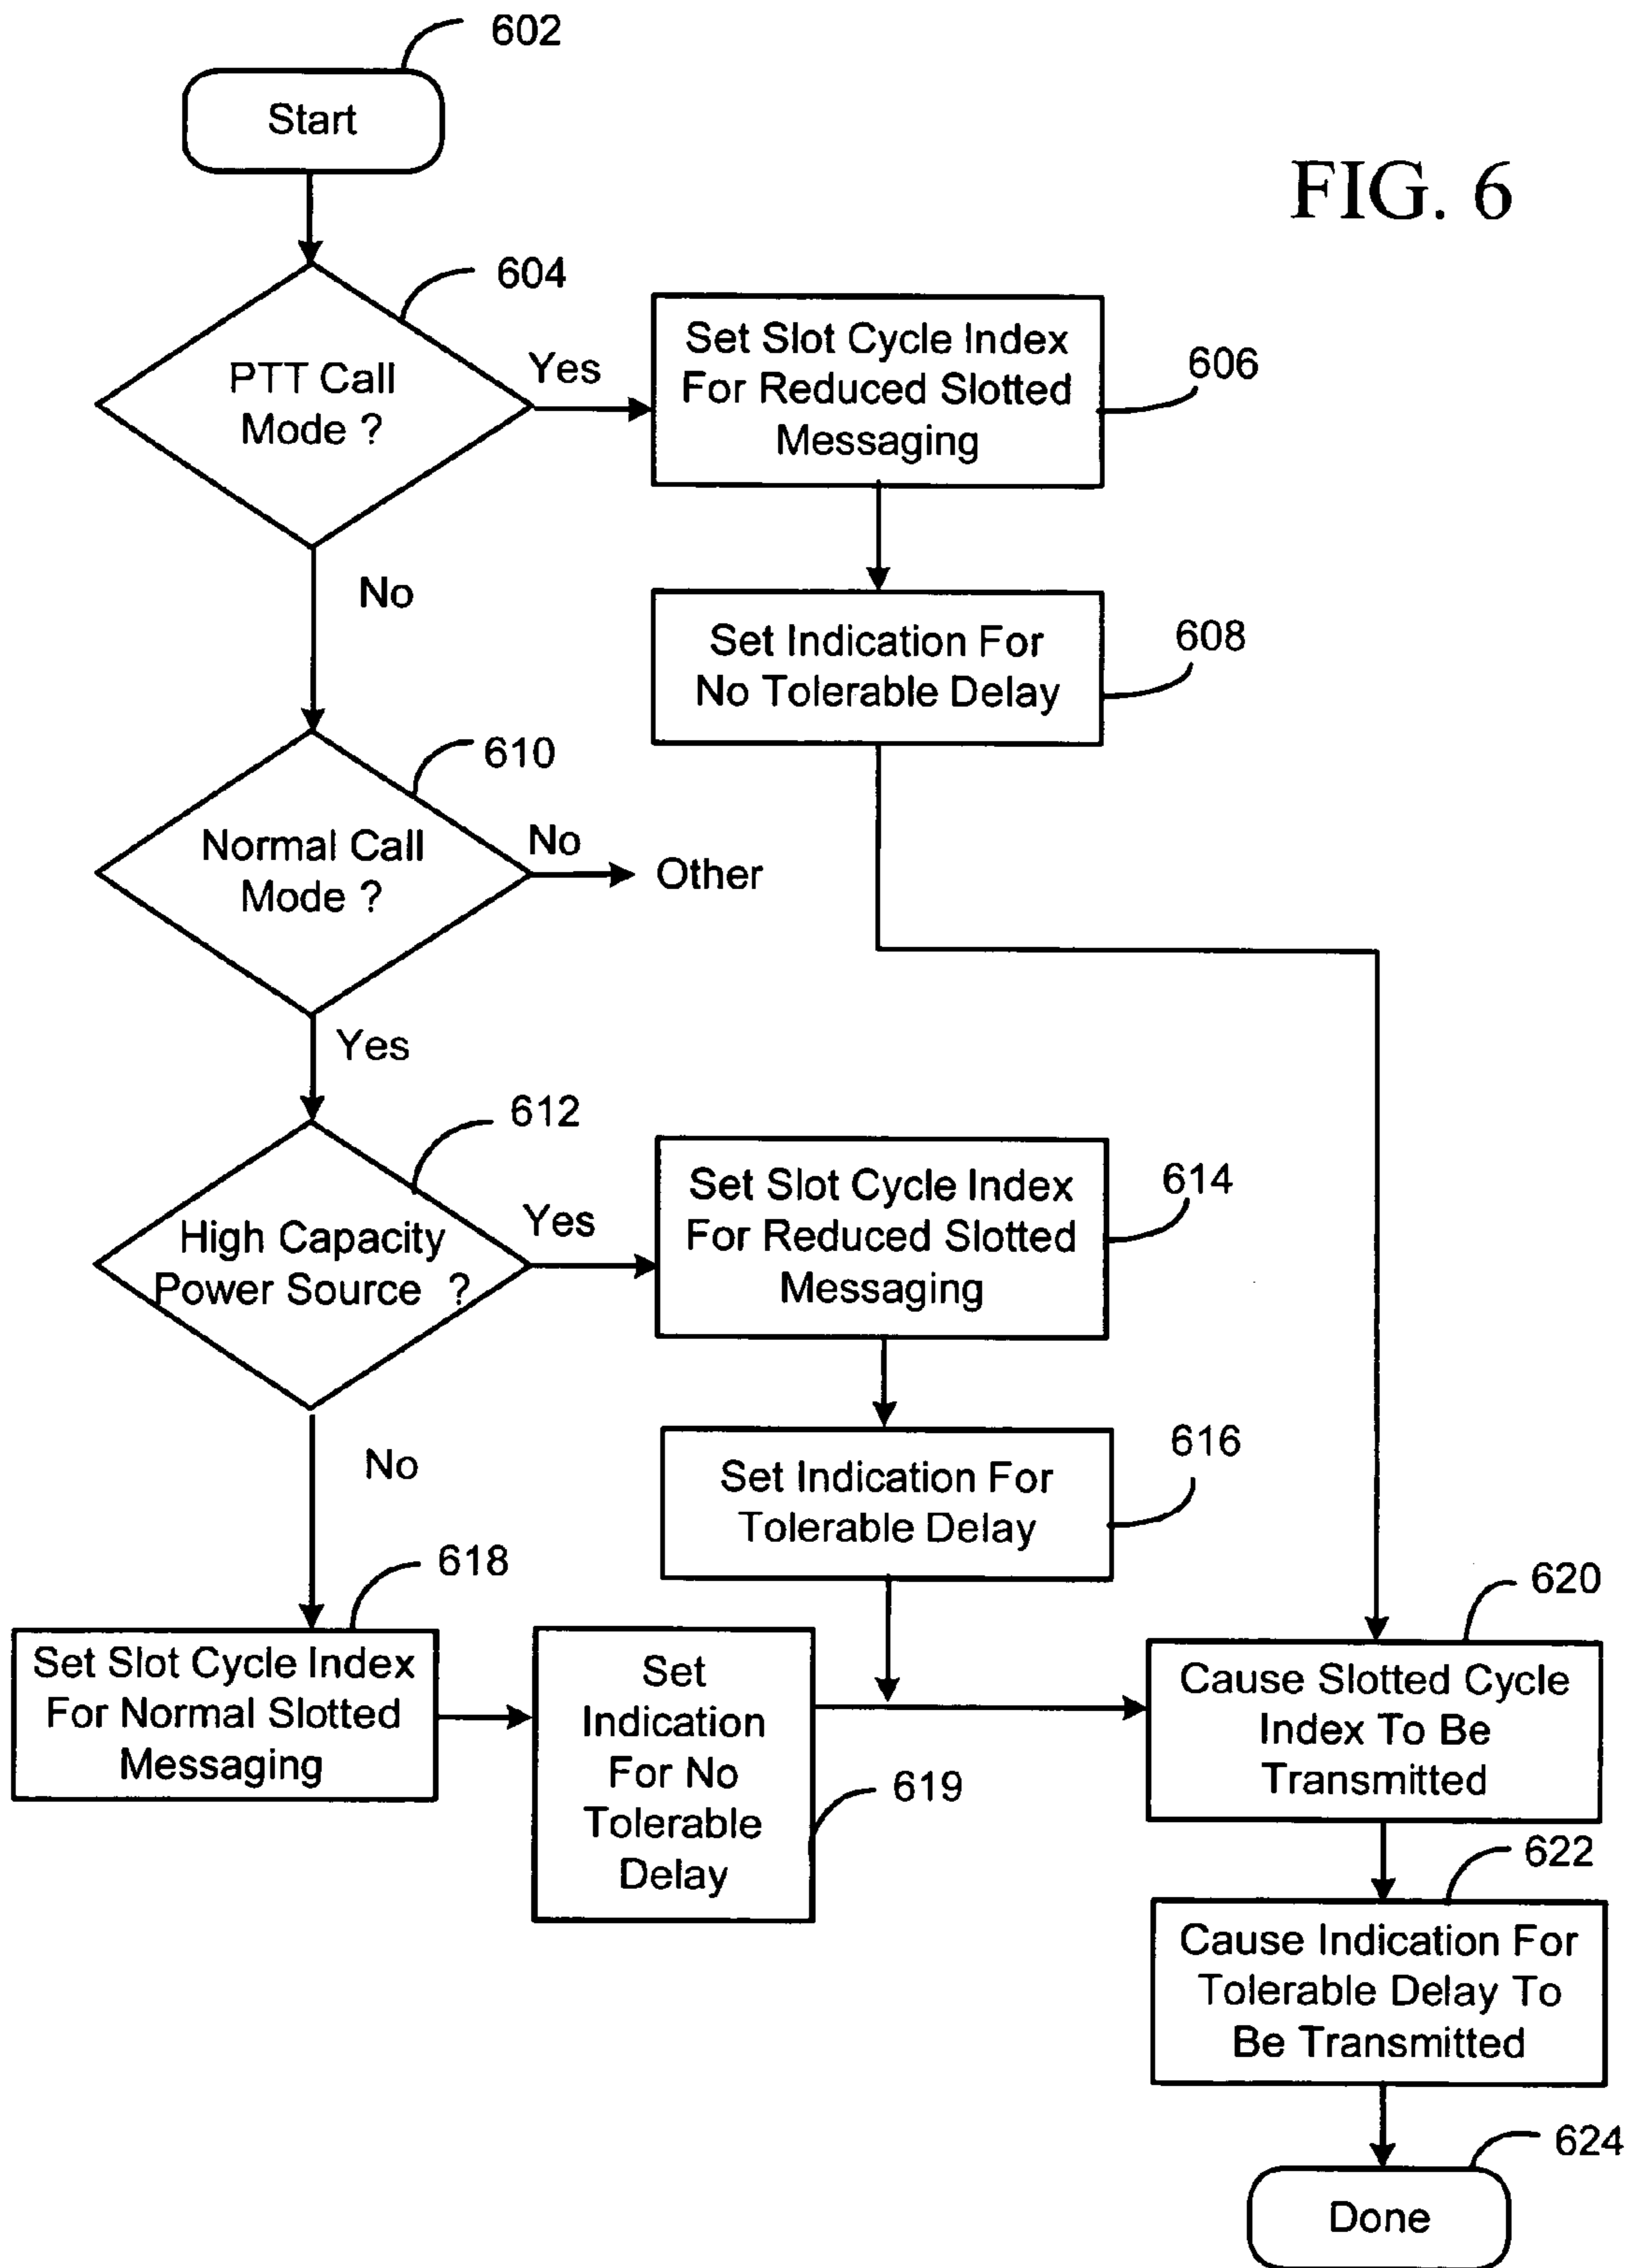 602
Start
FIG. 6
604
PTT Call
Mode ?
Yes
Set Slot Cycle Index
For Reduced Slotted
Messaging
606
No
Set Indication For
No Tolerable Delay
608
610
Normal Call
Mode ?
No
Other
Yes
612
High Capacity
Power Source ?
Yes
Set Slot Cycle Index
For Reduced Slotted
Messaging
614
No
Set Indication For
Tolerable Delay
616
618
Set Slot Cycle Index
For Normal Slotted
Messaging
Set
Indication
For No
Tolerable
Delay
619
620
Cause Slotted Cycle
Index To Be
Transmitted
622
Cause Indication For
Tolerable Delay To
Be Transmitted
624
Done